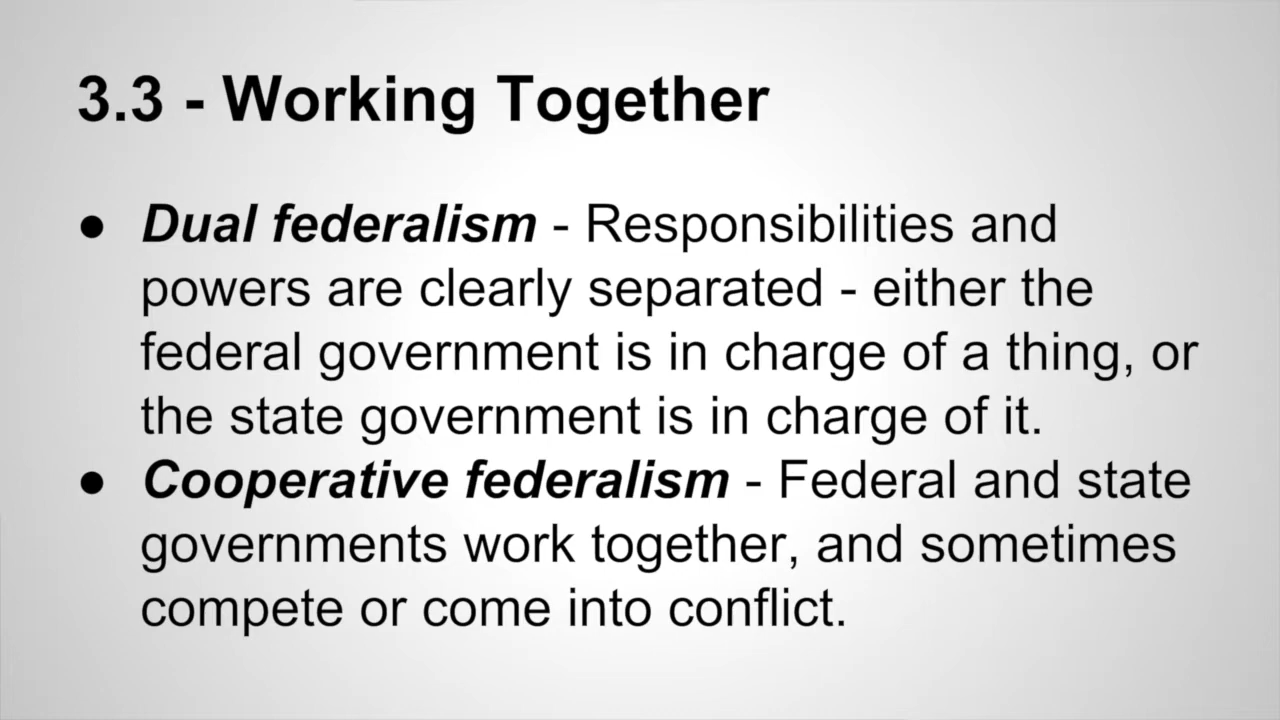 3.3 - Working Together
● Dual federalism - Responsibilities and
powers are clearly separated - either the
federal government is in charge of a thing, or
the state government is in charge of it.
● Cooperative federalism - Federal and state
governments work together, and sometimes
compete or come into conflict.